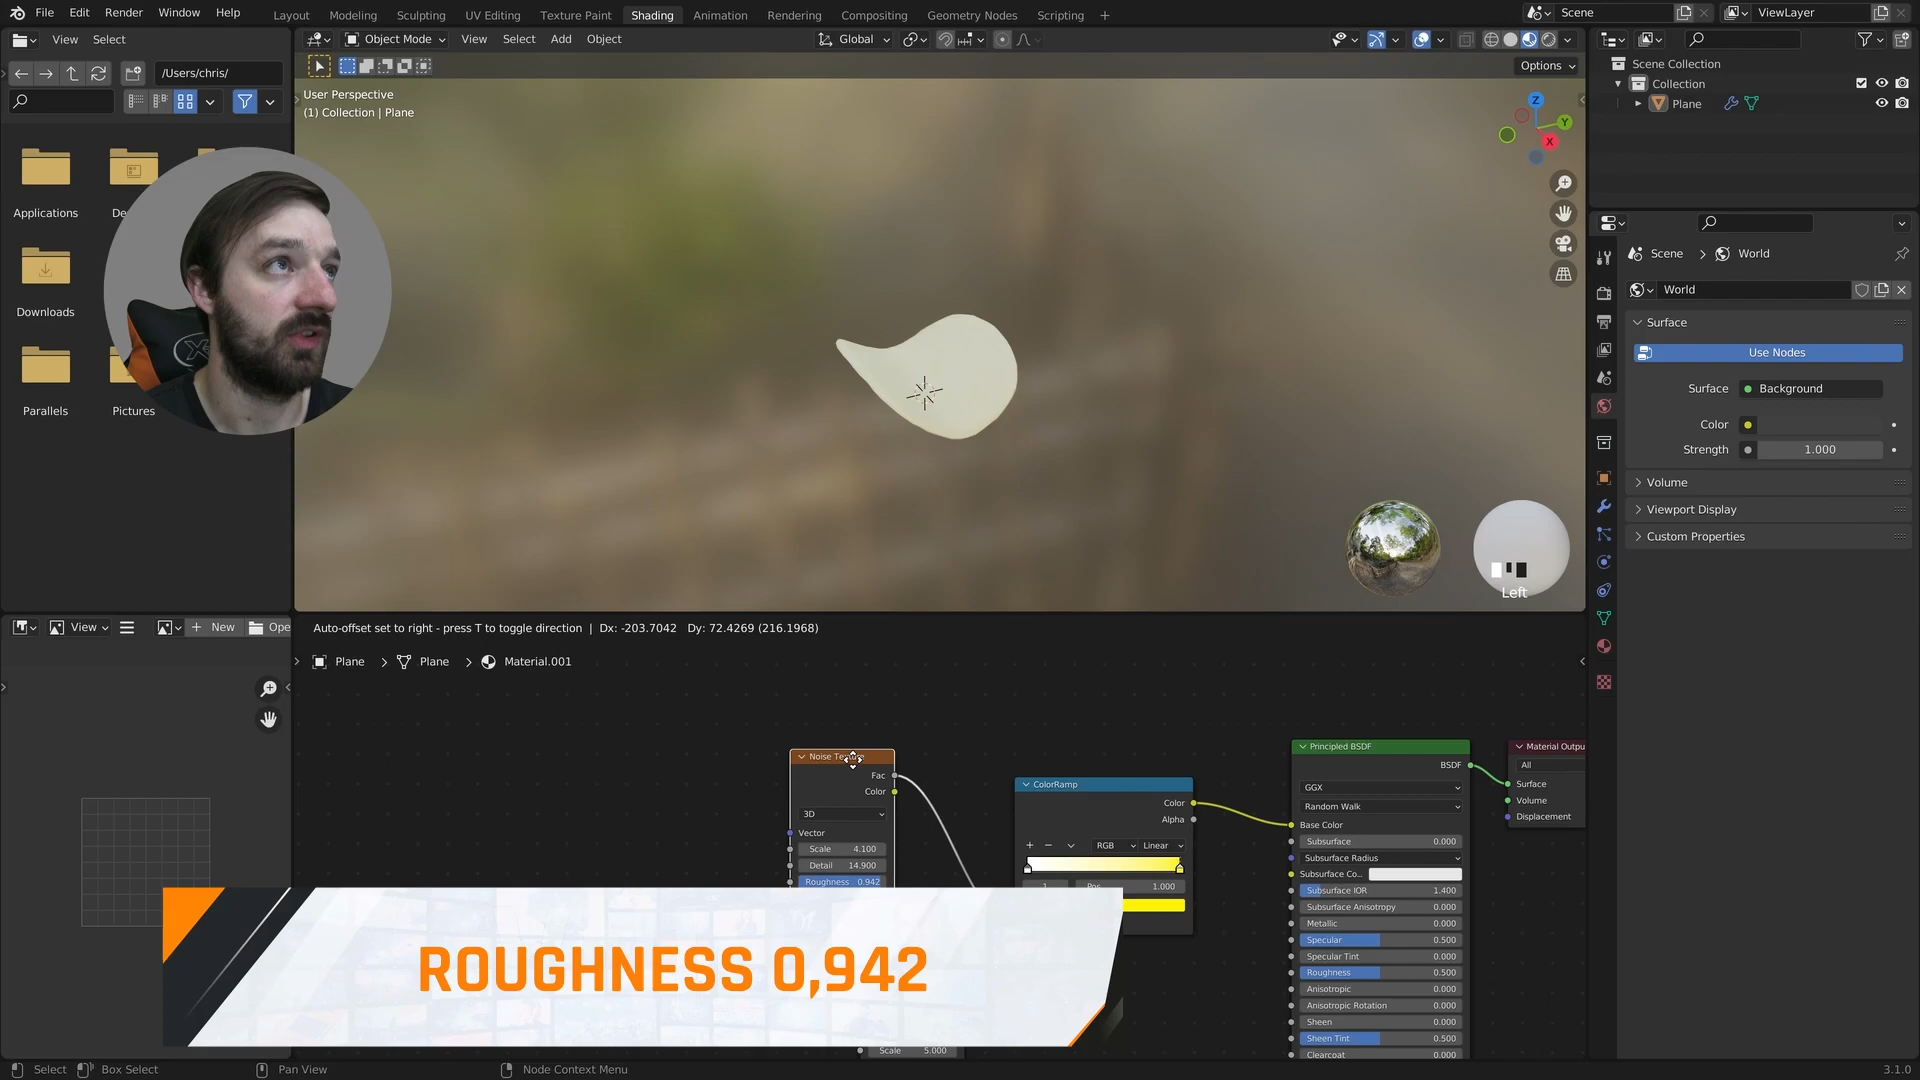 File Edit Render Window Help
Layout Modeling Sculpting UV Editing Texture Paint Shading Animation Rendering Compositing Geometry Nodes Scripting +
Scene
ViewLayer
View Select
Object Mode
View Select Add Object
Global
/Users/chris/
Options
User Perspective
(1) Collection | Plane
Z
Y
X
Applications
Downloads
Parallels
Pictures
Left
Scene Collection
Collection
Plane
Scene > World
World
Surface
Use Nodes
Surface
Background
Color
Strength
1.000
Volume
Viewport Display
Custom Properties
View
New
Ope
Auto-offset set to right - press T to toggle direction | Dx: -203.7042 Dy: 72.4269 (216.1968)
Plane > Plane > Material.001
Fac
Color
3D
Vector
Scale 4.100
Detail 14.900
Roughness 0.942
ColorRamp
Color
Alpha
RGB
Linear
1
Pos
1.000
Principled BSDF
BSDF
GGX
Random Walk
Base Color
Subsurface 0.000
Subsurface Radius
Subsurface Co...
Subsurface IOR 1.400
Subsurface Anisotropy 0.000
Metallic 0.000
Specular 0.500
Specular Tint 0.000
Roughness 0.500
Anisotropic 0.000
Anisotropic Rotation 0.000
Sheen 0.000
Sheen Tint 0.500
Clearcoat 0.000
Material Outpu
All
Surface
Volume
Displacement
ROUGHNESS 0,942
Scale 5.000
Select
Box Select
Pan View
Node Context Menu
3.1.0